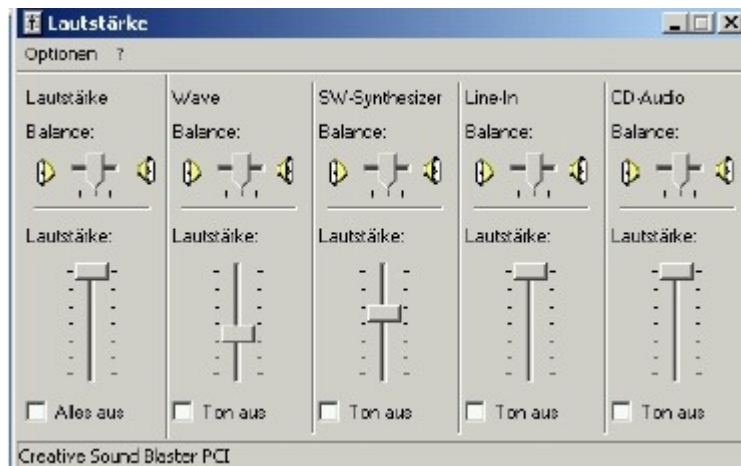 Lautstärke
Optionen ?
Lautstärke Wave SW-Synthesizer Line-In CD-Audio
Balance: Balance: Balance: Balance: Balance:
Lautstärke: Lautstärke: Lautstärke: Lautstärke: Lautstärke:
Alles aus Ton aus Ton aus Ton aus Ton aus
Creative Sound Blaster PCI